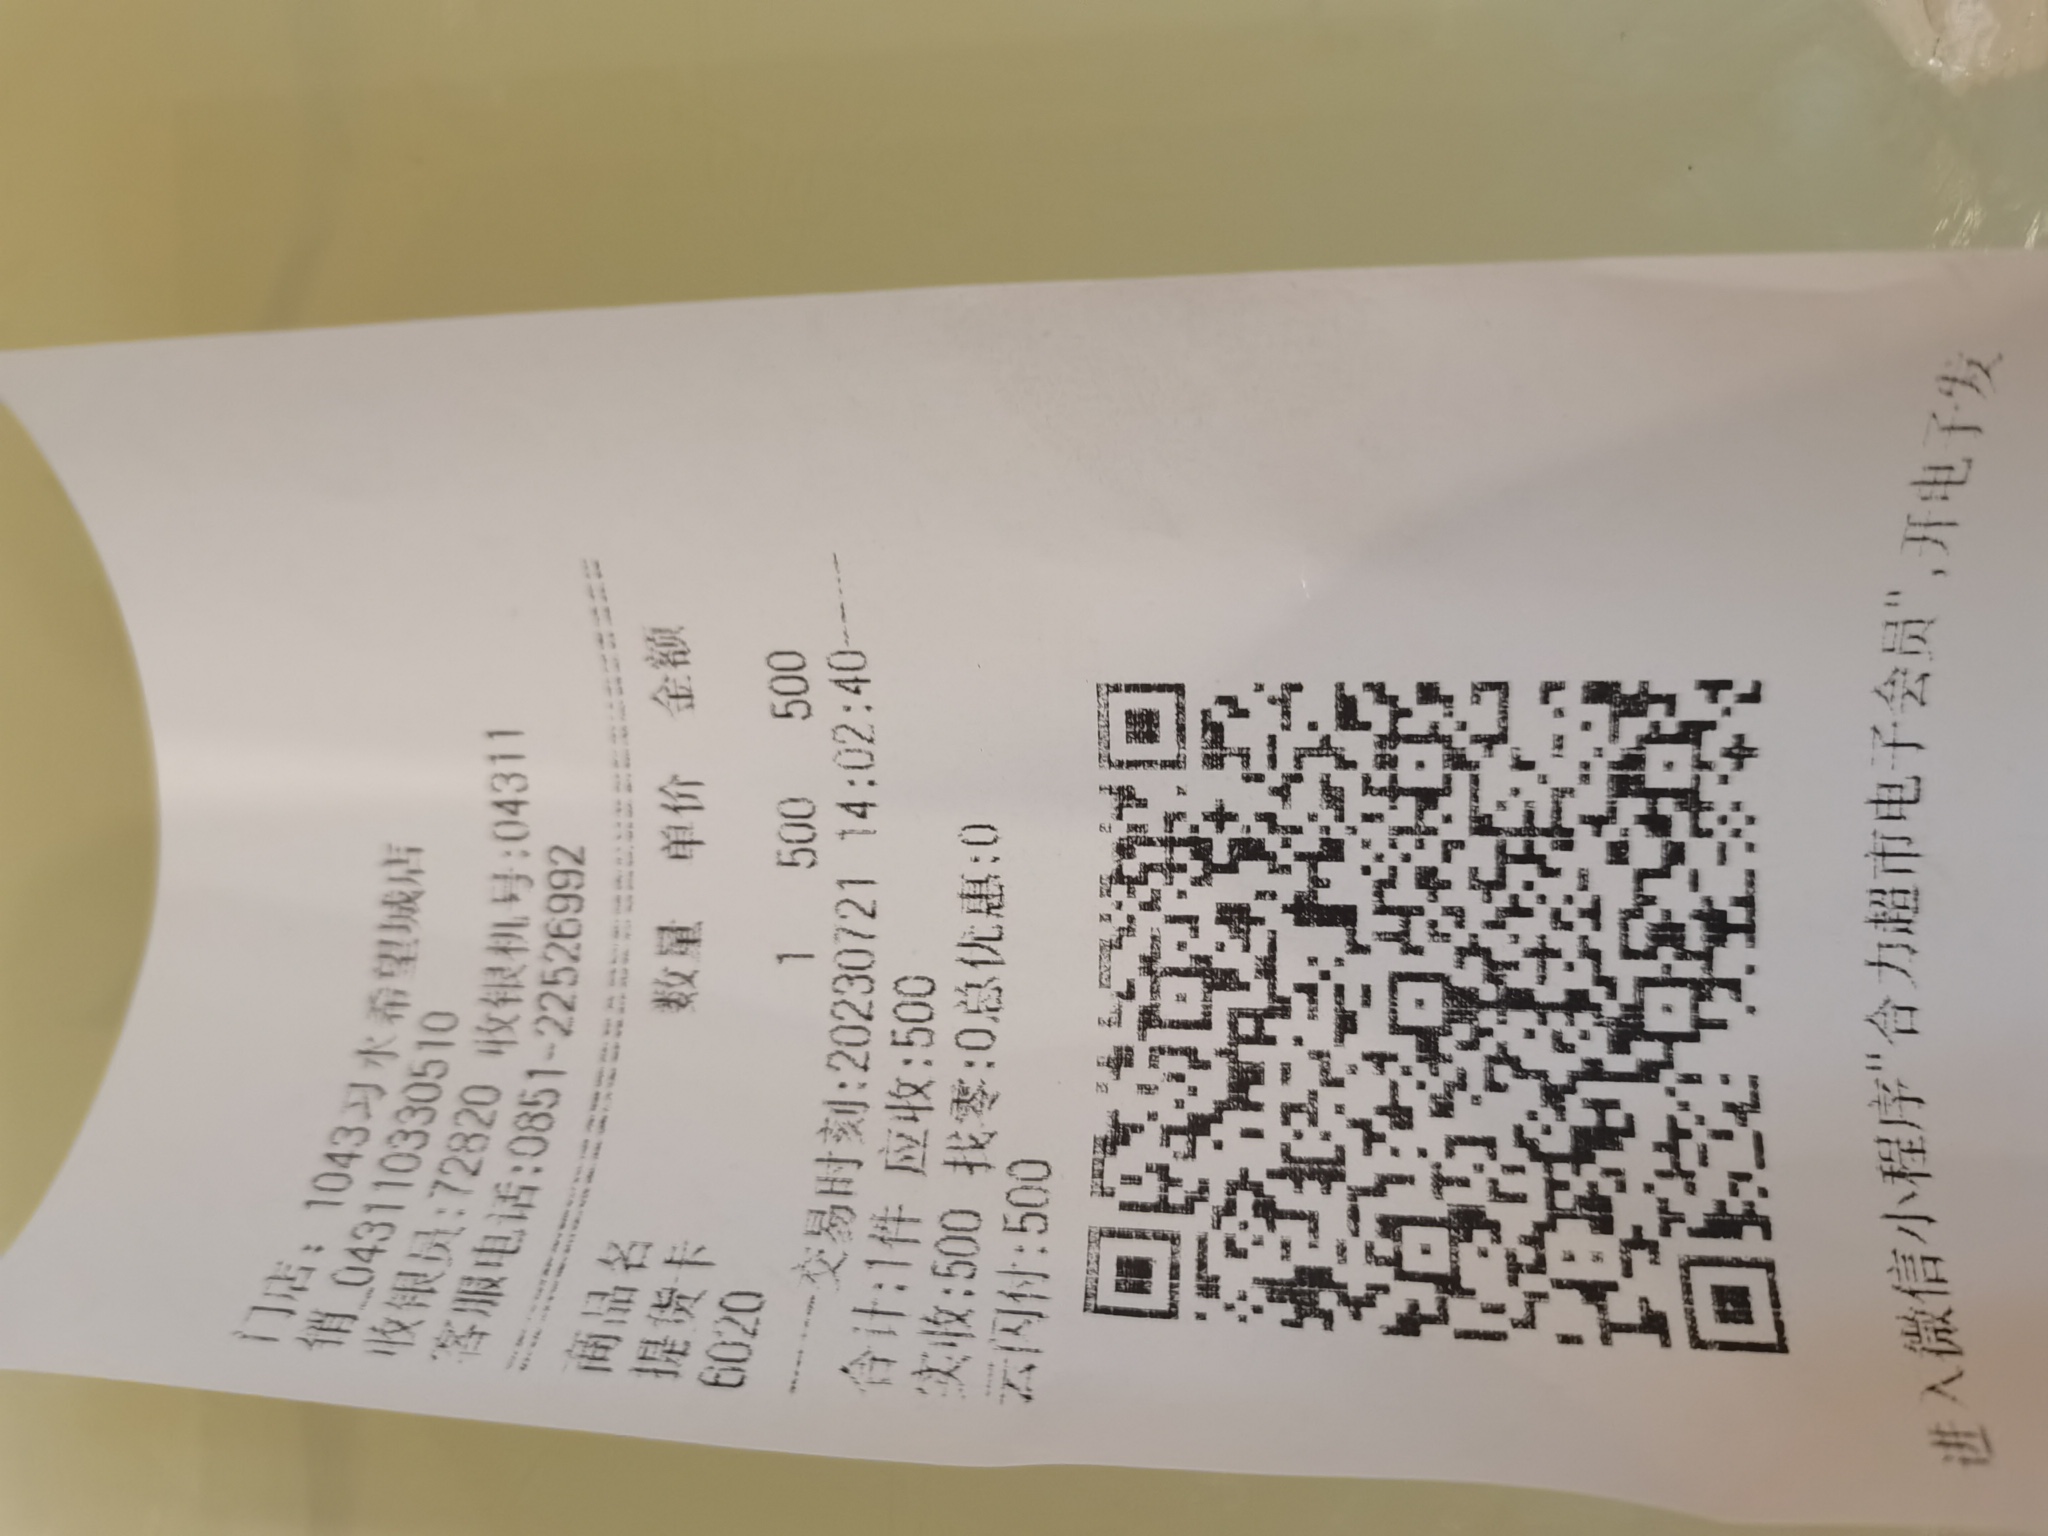 门店: 1043习水希望城店
销_0431110330510
收银员:72820 收银机号:04311
客服电话:0851-22526992
商品名 数量 单价 金额
提货卡
6020 1 500 500
交易时刻:20230721 14:02:40
合计:1件 应收:500
实收:500 找零:0总优惠:0
云闪付:500
进入微信小程序"合力超市电子会员",开电子发